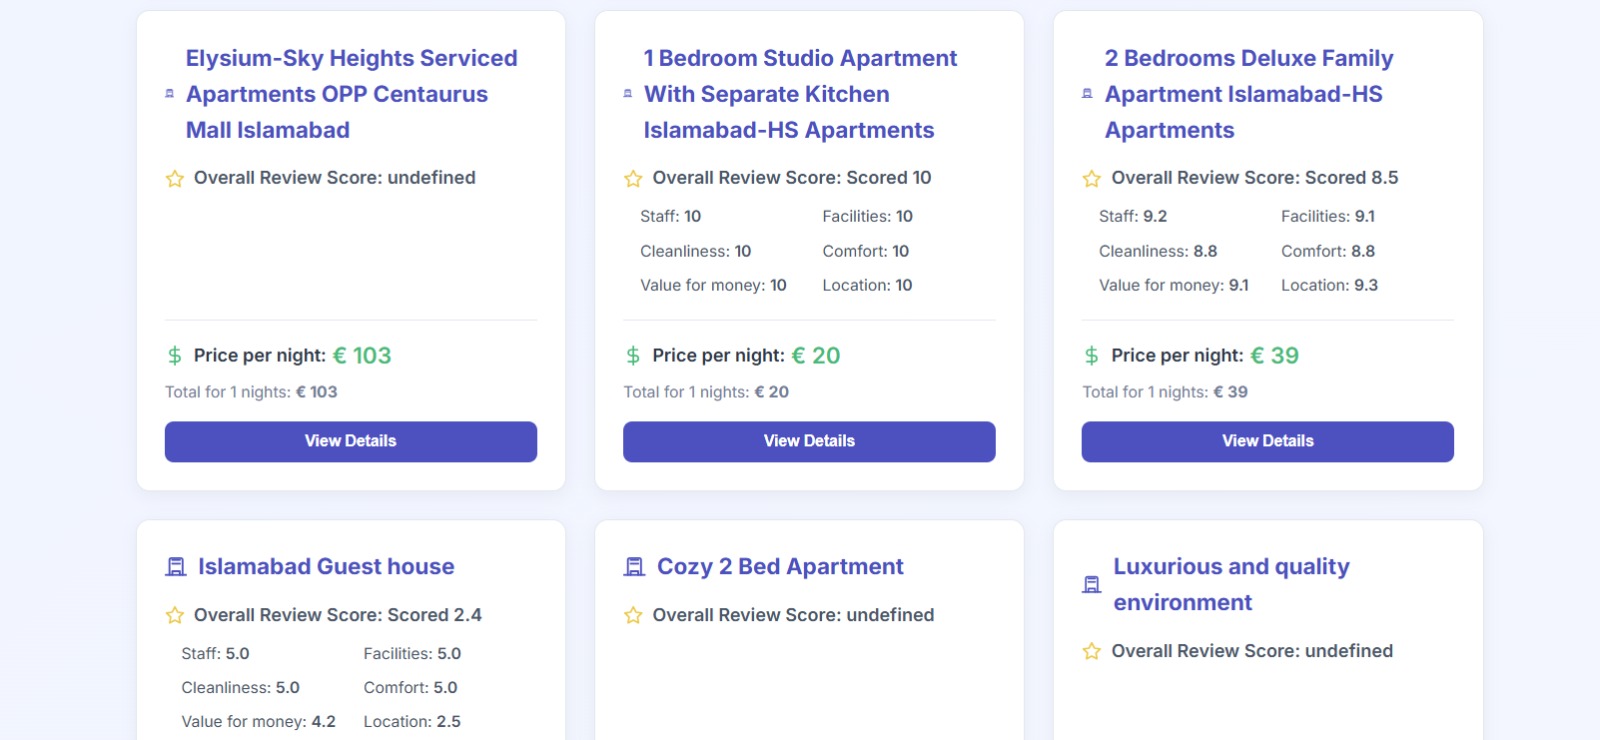 Elysium-Sky Heights Serviced
Apartments OPP Centaurus
Mall Islamabad
Overall Review Score: undefined
Price per night: € 103
Total for 1 nights: € 103
View Details
1 Bedroom Studio Apartment
With Separate Kitchen
Islamabad-HS Apartments
Overall Review Score: Scored 10
Staff: 10 Facilities: 10
Cleanliness: 10 Comfort: 10
Value for money: 10 Location: 10
Price per night: € 20
Total for 1 nights: € 20
View Details
2 Bedrooms Deluxe Family
Apartment Islamabad-HS
Apartments
Overall Review Score: Scored 8.5
Staff: 9.2 Facilities: 9.1
Cleanliness: 8.8 Comfort: 8.8
Value for money: 9.1 Location: 9.3
Price per night: € 39
Total for 1 nights: € 39
View Details
Islamabad Guest house
Overall Review Score: Scored 2.4
Staff: 5.0 Facilities: 5.0
Cleanliness: 5.0 Comfort: 5.0
Value for money: 4.2 Location: 2.5
Cozy 2 Bed Apartment
Overall Review Score: undefined
Luxurious and quality
environment
Overall Review Score: undefined